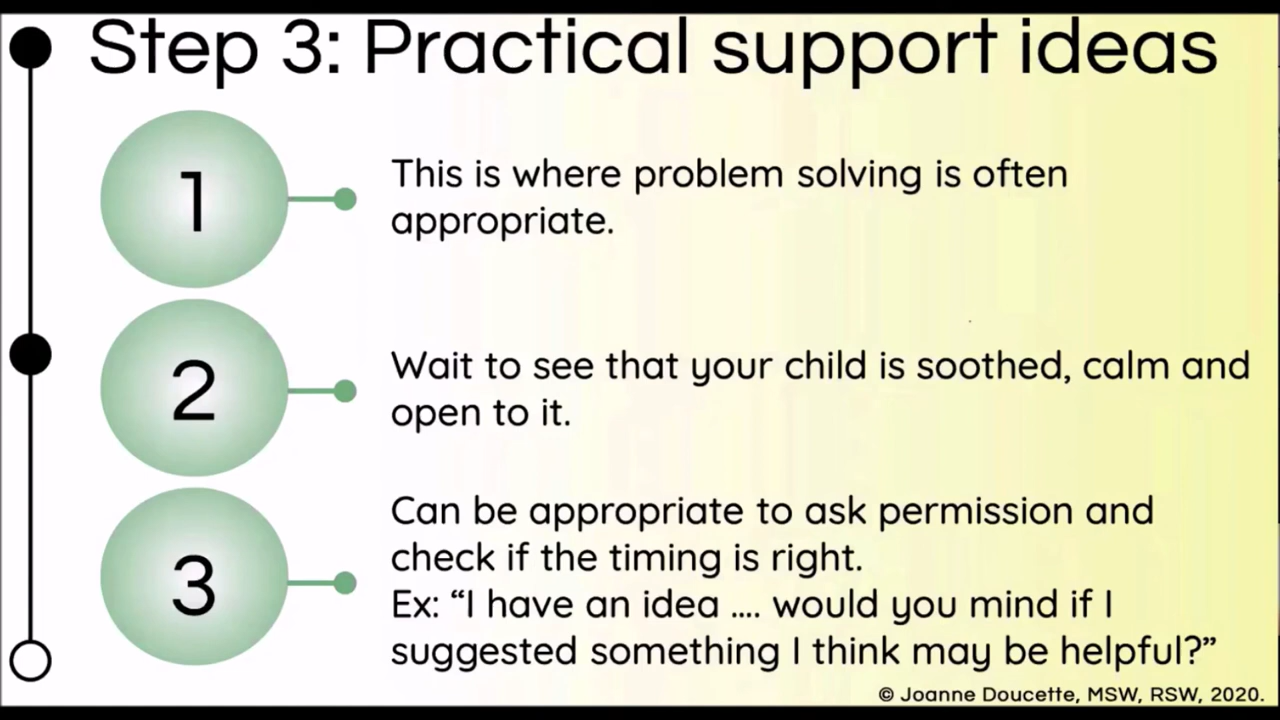 Step 3: Practical support ideas
1
This is where problem solving is often
appropriate.
2
Wait to see that your child is soothed, calm and
open to it.
3
Can be appropriate to ask permission and
check if the timing is right.
Ex: “I have an idea .... would you mind if I
suggested something I think may be helpful?”
© Joanne Doucette, MSW, RSW, 2020.